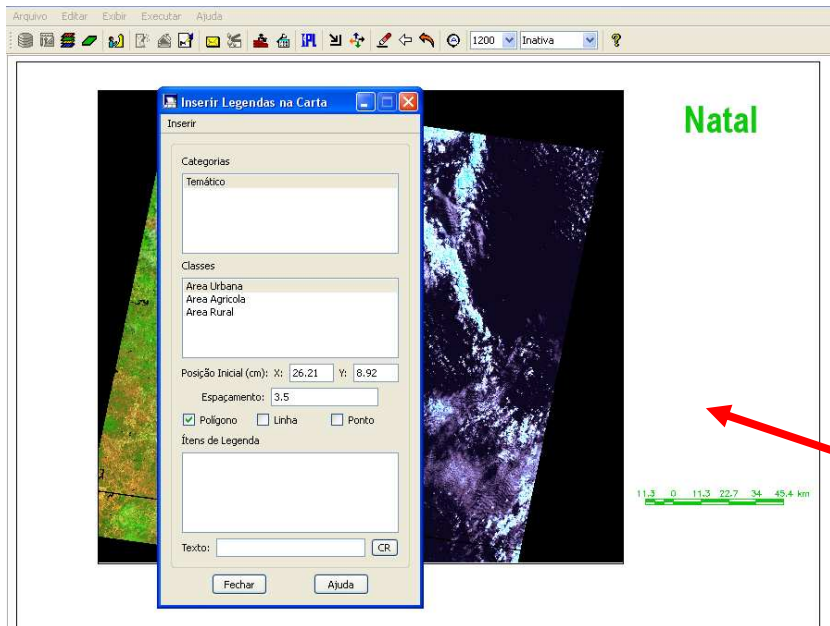 Arquivo Editar Exibir Executar Ajuda
1200 Inativa
Natal
Inserir Legendas na Carta
Inserir
Categorias
Temático
Classes
Area Urbana
Area Agricola
Area Rural
Posição Inicial (cm): X: 26.21 Y: 8.92
Espaçamento: 3.5
Polígono Linha Ponto
Ítens de Legenda
11.3 0 11.3 22.7 34 45.4 km
Texto: CR
Fechar Ajuda